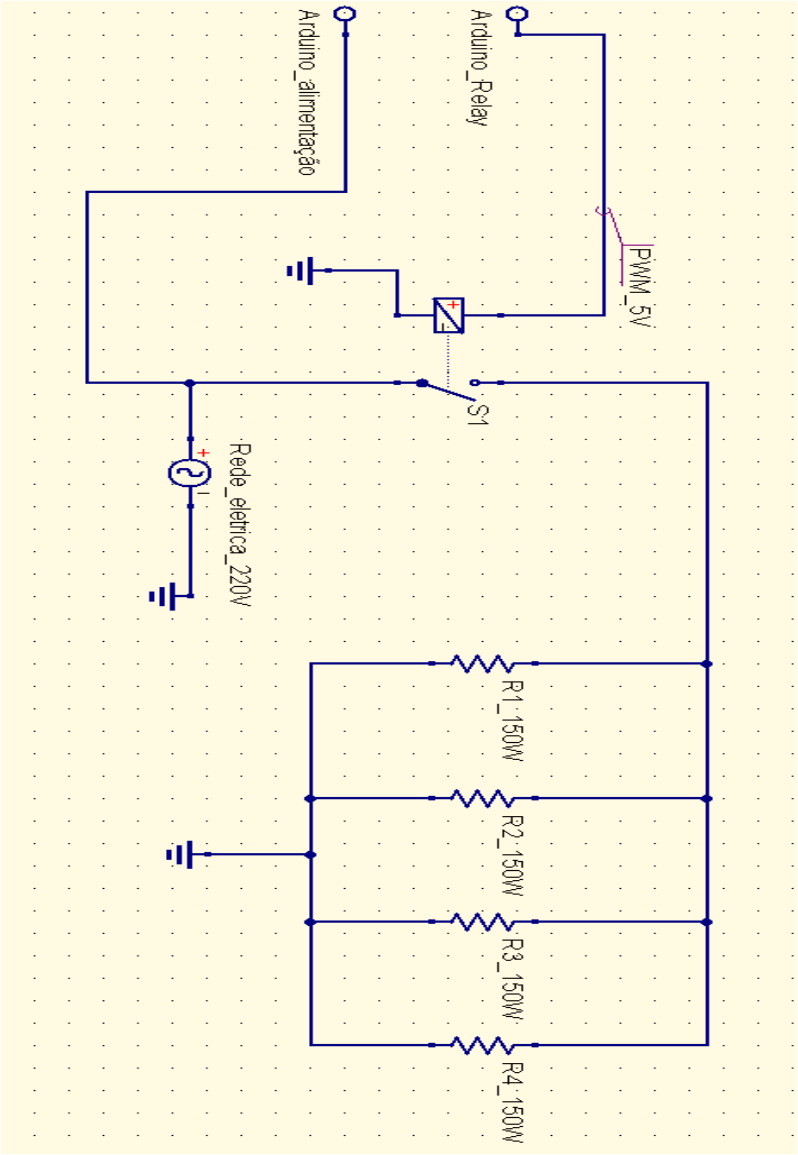 Arduino_alimentação
Arduino_Relay
PWM_5V
S1
Rede_eletrica_220V
R1_150W
R2_150W
R3_150W
R4_150W